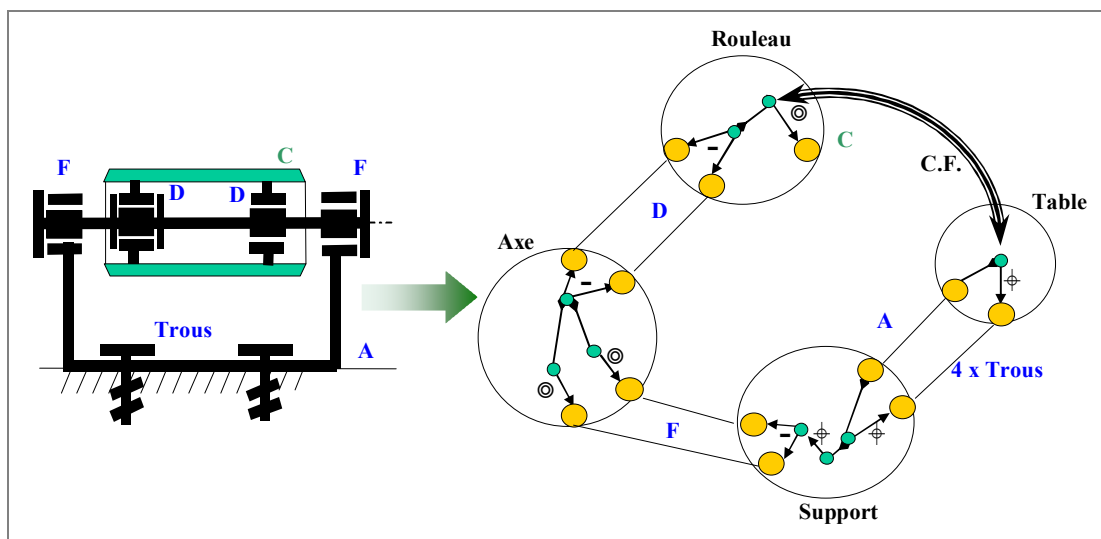 F
C
F
D
D
Trous
A
Rouleau
C
C.F.
Table
D
Axe
A
4 x Trous
F
Support